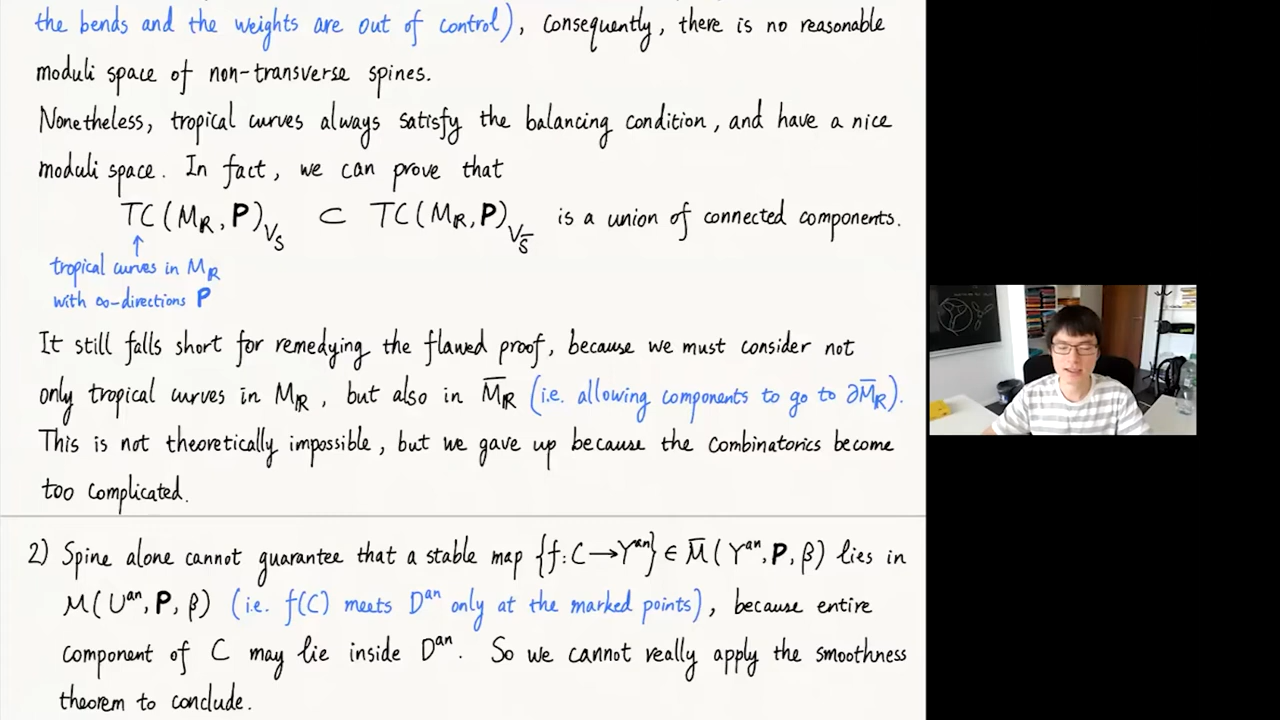 the bends and the weights are out of control), consequently, there is no reasonable
moduli space of non-transverse spines.
Nonetheless, tropical curves always satisfy the balancing condition, and have a nice
moduli space. In fact, we can prove that
TC(M_ℝ, P)_{V_S} ⊂ TC(M_ℝ, P)_{V_{S̄}} is a union of connected components.
↑
tropical curves in M_ℝ
with ∞-directions P
It still falls short for remedying the flawed proof, because we must consider not
only tropical curves in M_ℝ, but also in M̄_ℝ (i.e. allowing components to go to ∂M̄_ℝ).
This is not theoretically impossible, but we gave up because the combinatorics become
too complicated.
2) Spine alone cannot guarantee that a stable map {f: C→Y^{an}} ∈ M̄(Y^{an}, P, β) lies in
M(U^{an}, P, β) (i.e. f(C) meets D^{an} only at the marked points), because entire
component of C may lie inside D^{an}. So we cannot really apply the smoothness
theorem to conclude.